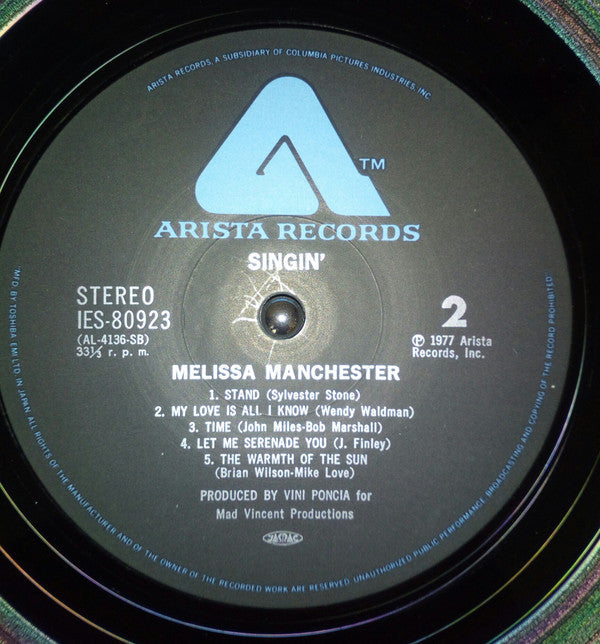 ARISTA RECORDS, A SUBSIDIARY OF COLUMBIA PICTURES INDUSTRIES, INC.
TM
ARISTA RECORDS
SINGIN'
STEREO
IES-80923
(AL-4136-SB)
33⅓ r. p. m.
2
Ⓟ 1977 Arista
Records, Inc.
MELISSA MANCHESTER
1. STAND (Sylvester Stone)
2. MY LOVE IS ALL I KNOW (Wendy Waldman)
3. TIME (John Miles-Bob Marshall)
4. LET ME SERENADE YOU (J. Finley)
5. THE WARMTH OF THE SUN
(Brian Wilson-Mike Love)
PRODUCED BY VINI PONCIA for
Mad Vincent Productions
JASRAC
MFD. BY TOSHIBA EMI LTD. IN JAPAN. ALL RIGHTS OF THE MANUFACTURER AND OF THE OWNER OF THE RECORDED WORK ARE RESERVED. UNAUTHORIZED PUBLIC PERFORMANCE BROADCASTING AND COPYING OF THE RECORD PROHIBITED